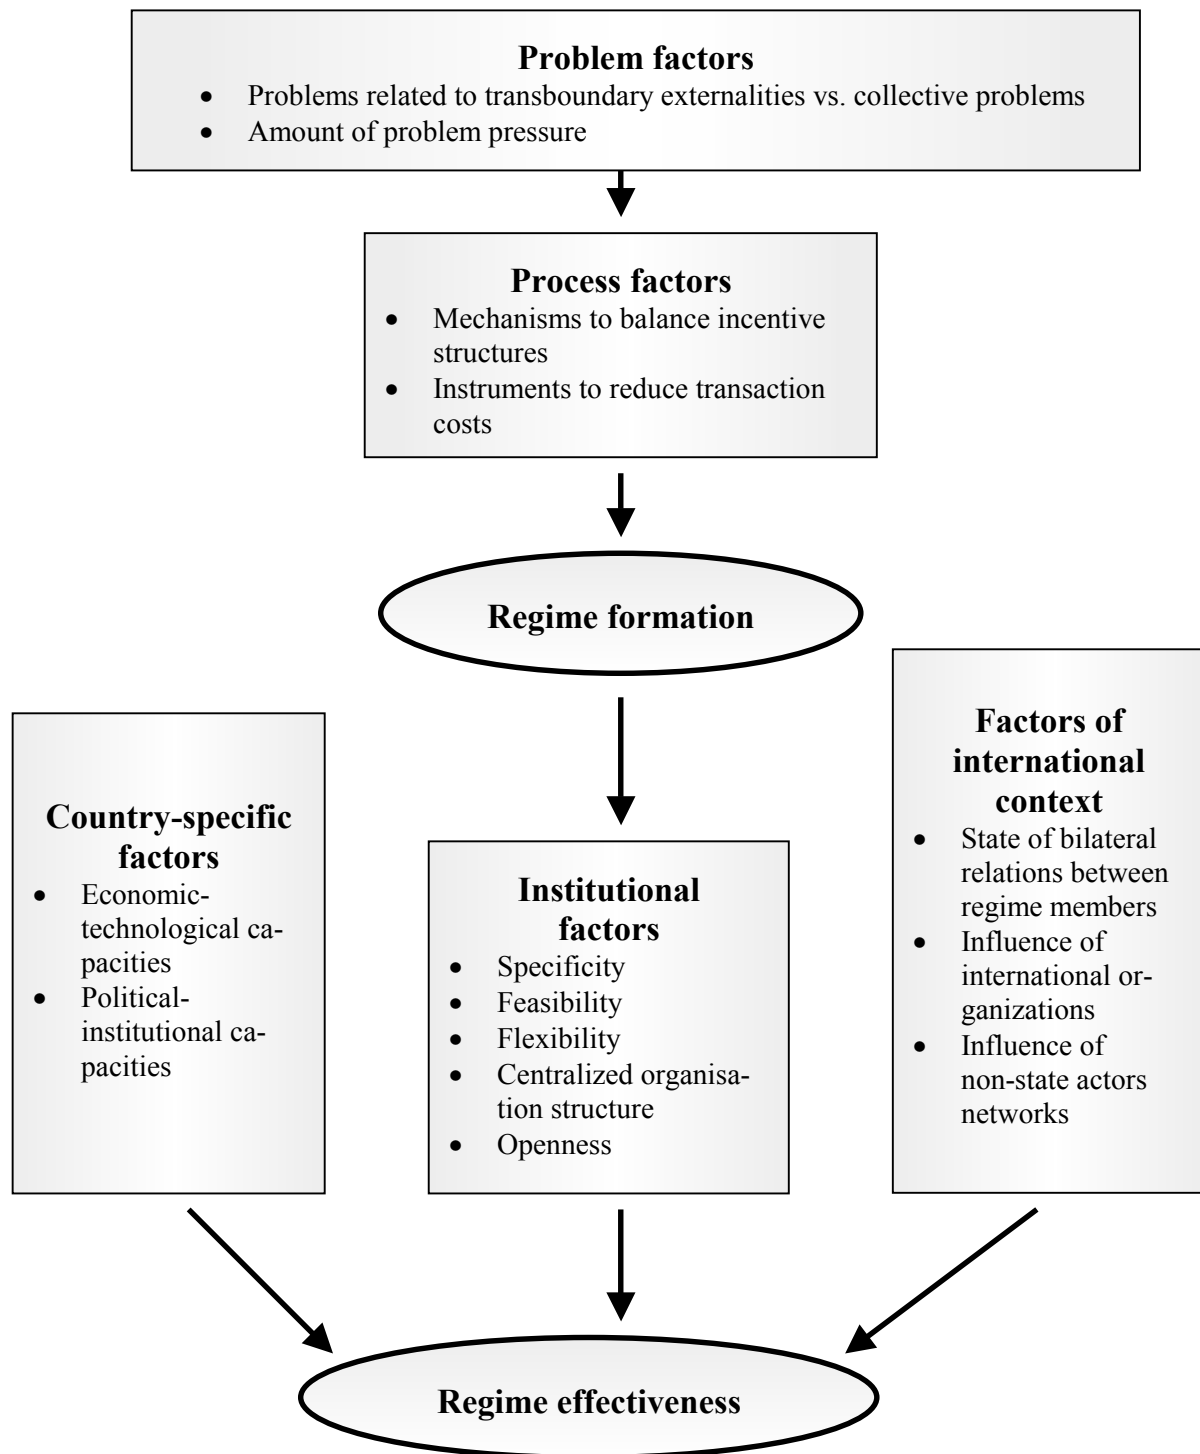 Problem factors
• Problems related to transboundary externalities vs. collective problems
• Amount of problem pressure
Process factors
• Mechanisms to balance incentive
structures
• Instruments to reduce transaction
costs
Regime formation
Country-specific
factors
• Economic-
technological ca-
pacities
• Political-
institutional ca-
pacities
Institutional
factors
• Specificity
• Feasibility
• Flexibility
• Centralized organisa-
tion structure
• Openness
Factors of
international
context
• State of bilateral
relations between
regime members
• Influence of
international or-
ganizations
• Influence of
non-state actors
networks
Regime effectiveness